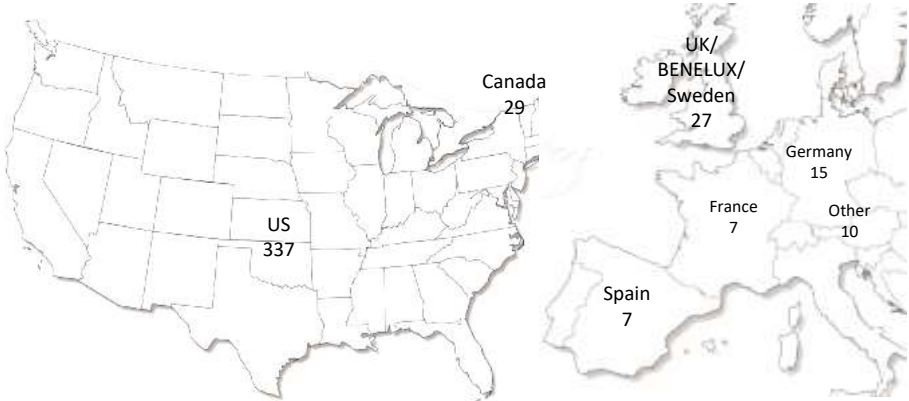 US
337
Canada
29
UK/
BENELUX/
Sweden
27
Germany
15
France
7
Other
10
Spain
7